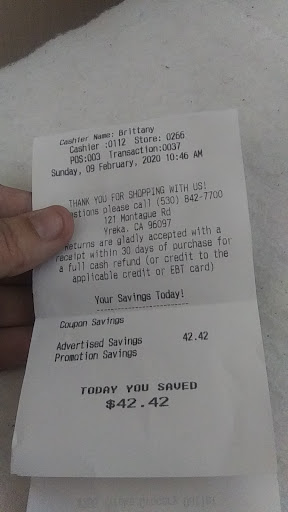 Cashier Name: Brittany
Cashier :0112 Store: 0266
POS:003 Transaction:0037
Sunday, 09 February, 2020 10:46 AM
THANK YOU FOR SHOPPING WITH US!
estions please call (530) 842-7700
121 Montague Rd
Yreka, CA 96097
Returns are gladly accepted with a
receipt within 30 days of purchase for
a full cash refund (or credit to the
applicable credit or EBT card)
Your Savings Today!
Coupon Savings
Advertised Savings 42.42
Promotion Savings
TODAY YOU SAVED
$42.42